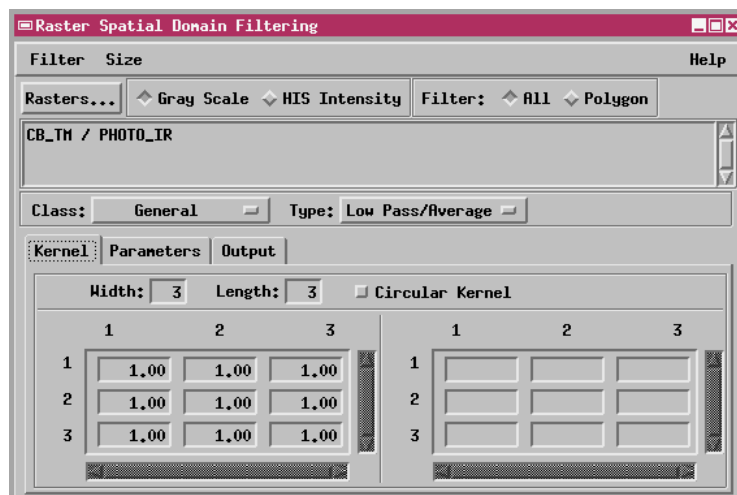 Raster Spatial Domain Filtering
Filter Size Help
Rasters... Gray Scale HIS Intensity Filter: All Polygon
CB_TM / PHOTO_IR
Class: General Type: Low Pass/Average
Kernel Parameters Output
Width: 3 Length: 3 Circular Kernel
1 2 3 1 2 3
1 1.00 1.00 1.00 1
2 1.00 1.00 1.00 2
3 1.00 1.00 1.00 3